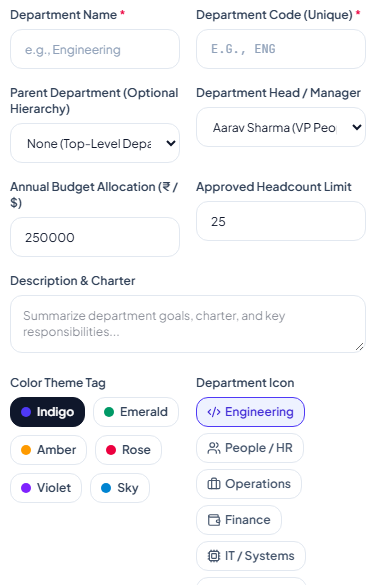 Department Name *
Department Code (Unique) *
e.g., Engineering
E.G., ENG
Parent Department (Optional
Hierarchy)
Department Head / Manager
None (Top-Level Depa
Aarav Sharma (VP Peo
Annual Budget Allocation (₹ /
$)
Approved Headcount Limit
250000
25
Description & Charter
Summarize department goals, charter, and key
responsibilities...
Color Theme Tag
Department Icon
Indigo
Emerald
Engineering
Amber
Rose
People / HR
Violet
Sky
Operations
Finance
IT / Systems